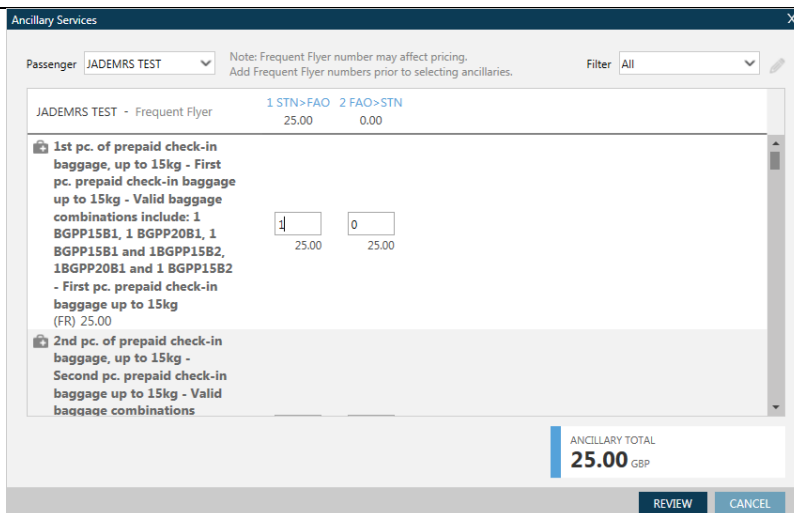 Ancillary Services X
Passenger JADEMRS TEST Note: Frequent Flyer number may affect pricing. Filter All
Add Frequent Flyer numbers prior to selecting ancillaries.
JADEMRS TEST - Frequent Flyer 1 STN>FAO 2 FAO>STN
25.00 0.00
1st pc. of prepaid check-in
baggage, up to 15kg - First
pc. prepaid check-in baggage
up to 15kg - Valid baggage
combinations include: 1
BGPP15B1, 1 BGPP20B1, 1
BGPP15B1 and 1BGPP15B2,
1BGPP20B1 and 1 BGPP15B2
- First pc. prepaid check-in
baggage up to 15kg
(FR) 25.00
1 0
25.00 25.00
2nd pc. of prepaid check-in
baggage, up to 15kg -
Second pc. prepaid check-in
baggage up to 15kg - Valid
baggage combinations
ANCILLARY TOTAL
25.00 GBP
REVIEW CANCEL